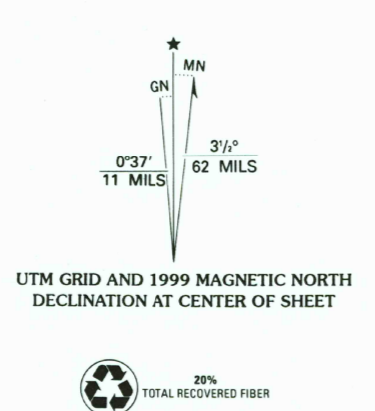 MN
GN
0°37′
11 MILS
3½°
62 MILS
UTM GRID AND 1999 MAGNETIC NORTH
DECLINATION AT CENTER OF SHEET
20%
TOTAL RECOVERED FIBER